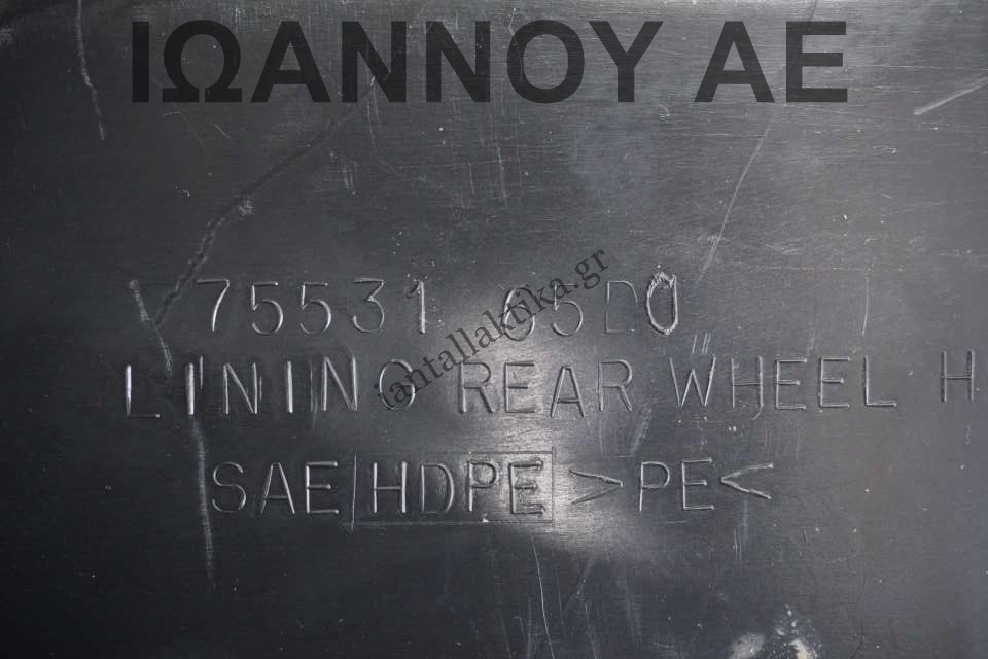 ΙΩΑΝΝΟΥ ΑΕ
iantallaktika.gr
75531 65D0
LINING REAR WHEEL H
SAE HDPE >PE<